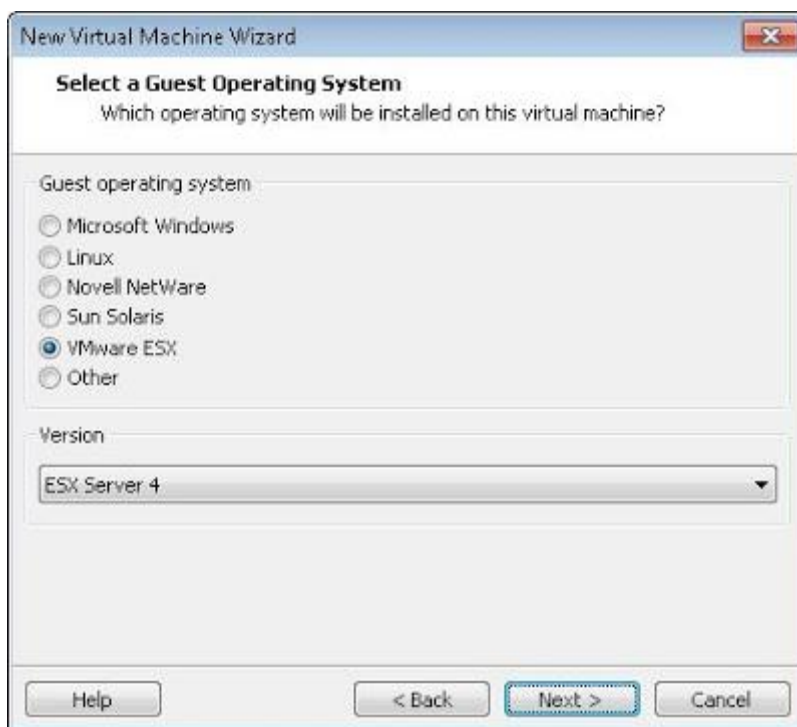 New Virtual Machine Wizard
Select a Guest Operating System
Which operating system will be installed on this virtual machine?
Guest operating system
Microsoft Windows
Linux
Novell NetWare
Sun Solaris
VMware ESX
Other
Version
ESX Server 4
Help
< Back
Next >
Cancel